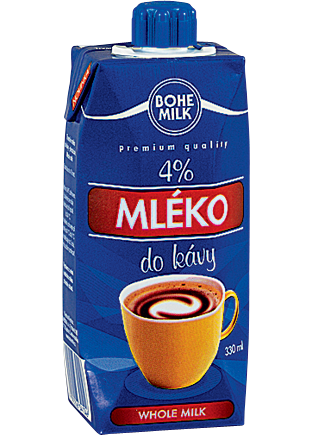 BOHE
MILK
Premium quality
4%
MLÉKO
do kávy
330 ml
WHOLE MILK